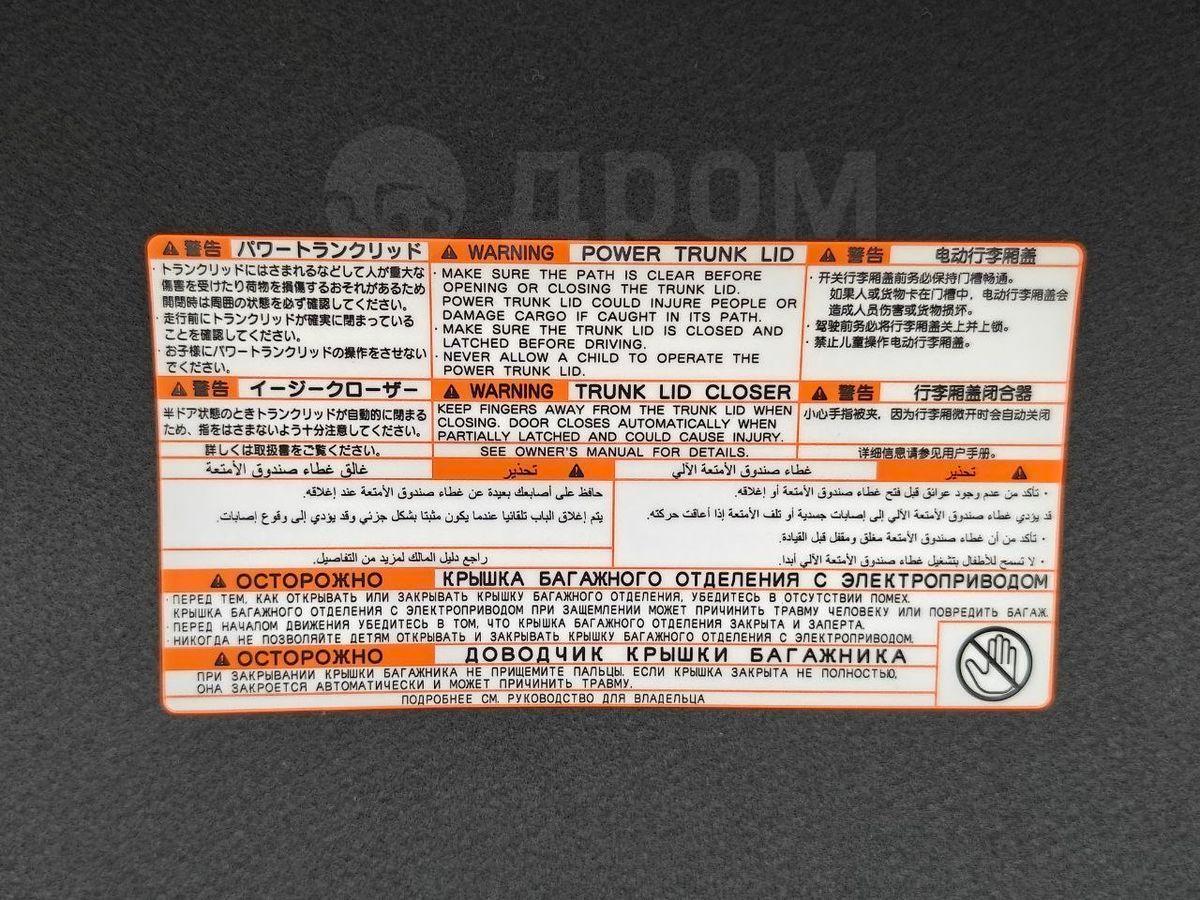 ДРОМ
警告 パワートランクリッド
・トランクリッドにはさまれるなどして人が重大な
傷害を受けたり荷物を損傷するおそれがあるため
開閉時は周囲の状態を必ず確認してください。
・走行前にトランクリッドが確実に閉まっている
ことを確認してください。
・お子様にパワートランクリッドの操作をさせない
でください。
警告 イージークローザー
半ドア状態のときトランクリッドが自動的に閉まる
ため、指をはさまないよう十分注意してください。
詳しくは取扱書をご覧ください。
WARNING POWER TRUNK LID
・MAKE SURE THE PATH IS CLEAR BEFORE
OPENING OR CLOSING THE TRUNK LID.
POWER TRUNK LID COULD INJURE PEOPLE OR
DAMAGE CARGO IF CAUGHT IN ITS PATH.
・MAKE SURE THE TRUNK LID IS CLOSED AND
LATCHED BEFORE DRIVING.
・NEVER ALLOW A CHILD TO OPERATE THE
POWER TRUNK LID.
WARNING TRUNK LID CLOSER
KEEP FINGERS AWAY FROM THE TRUNK LID WHEN
CLOSING. DOOR CLOSES AUTOMATICALLY WHEN
PARTIALLY LATCHED AND COULD CAUSE INJURY.
SEE OWNER'S MANUAL FOR DETAILS.
警告 电动行李厢盖
・开关行李厢盖前务必保持门槽畅通。
如果人或货物卡在门槽中，电动行李厢盖会
造成人员伤害或货物损坏。
・驾驶前务必将行李厢盖关上并上锁。
・禁止儿童操作电动行李厢盖。
警告 行李厢盖闭合器
小心手指被夹，因为行李厢微开时会自动关闭
详细信息请参见用户手册。
تحذير غطاء صندوق الأمتعة الآلي
・تأكد من عدم وجود عوائق قبل فتح غطاء صندوق الأمتعة أو إغلاقه.
قد يؤدي غطاء صندوق الأمتعة الآلي إلى إصابات جسدية أو تلف الأمتعة إذا أعاقت حركته.
・تأكد من أن غطاء صندوق الأمتعة مغلق ومقفل قبل القيادة.
・لا تسمح للأطفال بتشغيل غطاء صندوق الأمتعة الآلي أبدا.
تحذير غالق غطاء صندوق الأمتعة
حافظ على أصابعك بعيدة عن غطاء صندوق الأمتعة عند إغلاقه.
يتم إغلاق الباب تلقائيا عندما يكون مثبتا بشكل جزئي وقد يؤدي إلى وقوع إصابات.
راجع دليل المالك لمزيد من التفاصيل.
ОСТОРОЖНО КРЫШКА БАГАЖНОГО ОТДЕЛЕНИЯ С ЭЛЕКТРОПРИВОДОМ
・ПЕРЕД ТЕМ, КАК ОТКРЫВАТЬ ИЛИ ЗАКРЫВАТЬ КРЫШКУ БАГАЖНОГО ОТДЕЛЕНИЯ, УБЕДИТЕСЬ В ОТСУТСТВИИ ПОМЕХ.
КРЫШКА БАГАЖНОГО ОТДЕЛЕНИЯ С ЭЛЕКТРОПРИВОДОМ ПРИ ЗАЩЕМЛЕНИИ МОЖЕТ ПРИЧИНИТЬ ТРАВМУ ЧЕЛОВЕКУ ИЛИ ПОВРЕДИТЬ БАГАЖ.
・ПЕРЕД НАЧАЛОМ ДВИЖЕНИЯ УБЕДИТЕСЬ В ТОМ, ЧТО КРЫШКА БАГАЖНОГО ОТДЕЛЕНИЯ ЗАКРЫТА И ЗАПЕРТА.
・НИКОГДА НЕ ПОЗВОЛЯЙТЕ ДЕТЯМ ОТКРЫВАТЬ И ЗАКРЫВАТЬ КРЫШКУ БАГАЖНОГО ОТДЕЛЕНИЯ С ЭЛЕКТРОПРИВОДОМ.
ОСТОРОЖНО ДОВОДЧИК КРЫШКИ БАГАЖНИКА
ПРИ ЗАКРЫВАНИИ КРЫШКИ БАГАЖНИКА НЕ ПРИЩЕМИТЕ ПАЛЬЦЫ. ЕСЛИ КРЫШКА ЗАКРЫТА НЕ ПОЛНОСТЬЮ,
ОНА ЗАКРОЕТСЯ АВТОМАТИЧЕСКИ И МОЖЕТ ПРИЧИНИТЬ ТРАВМУ.
ПОДРОБНЕЕ СМ. РУКОВОДСТВО ДЛЯ ВЛАДЕЛЬЦА